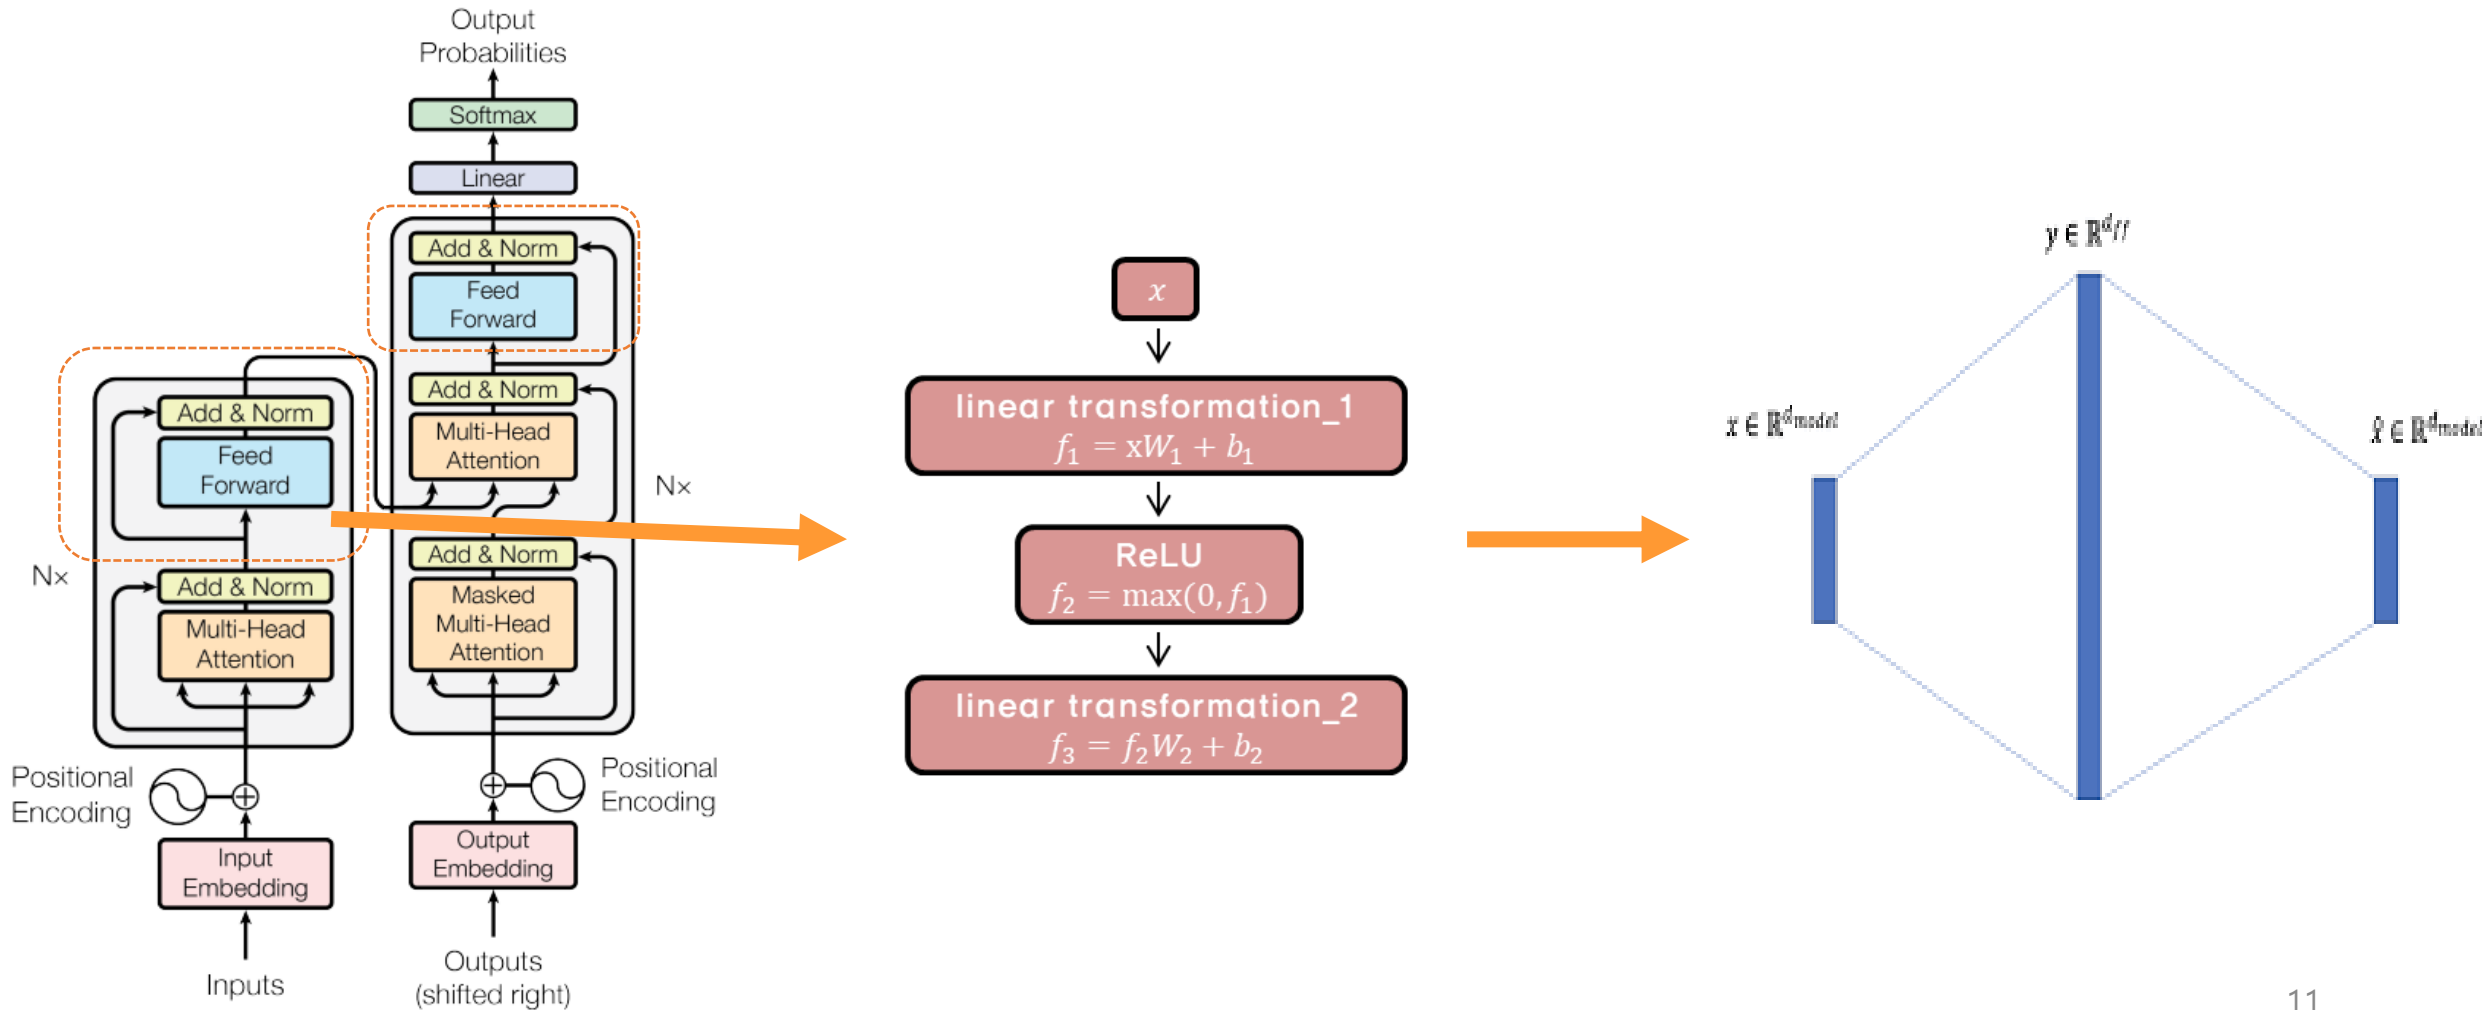 Output
Probabilities
Softmax
Linear
Add & Norm
Feed
Forward
Add & Norm
Multi-Head
Attention
Nx
Add & Norm
Masked
Multi-Head
Attention
Positional
Encoding
Output
Embedding
Outputs
(shifted right)
Add & Norm
Feed
Forward
Nx
Add & Norm
Multi-Head
Attention
Positional
Encoding
Input
Embedding
Inputs
x
linear transformation_1
f₁ = xW₁ + b₁
ReLU
f₂ = max(0, f₁)
linear transformation_2
f₃ = f₂W₂ + b₂
x ∈ ℝ^d_model
y ∈ ℝ^d_ff
x̂ ∈ ℝ^d_model
11